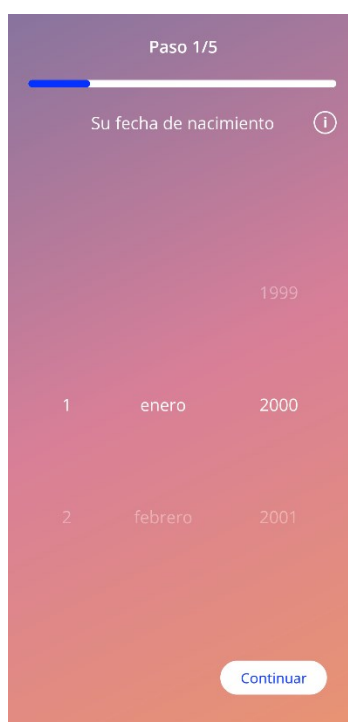 Paso 1/5
Su fecha de nacimiento
1999
1 enero 2000
2 febrero 2001
Continuar